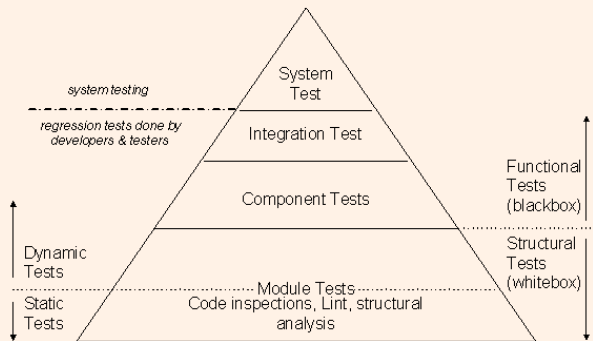 System
Test
system testing
regression tests done by
developers & testers
Integration Test
Component Tests
Functional
Tests
(blackbox)
Dynamic
Tests
Structural
Tests
(whitebox)
Static
Tests
Module Tests
Code inspections, Lint, structural
analysis